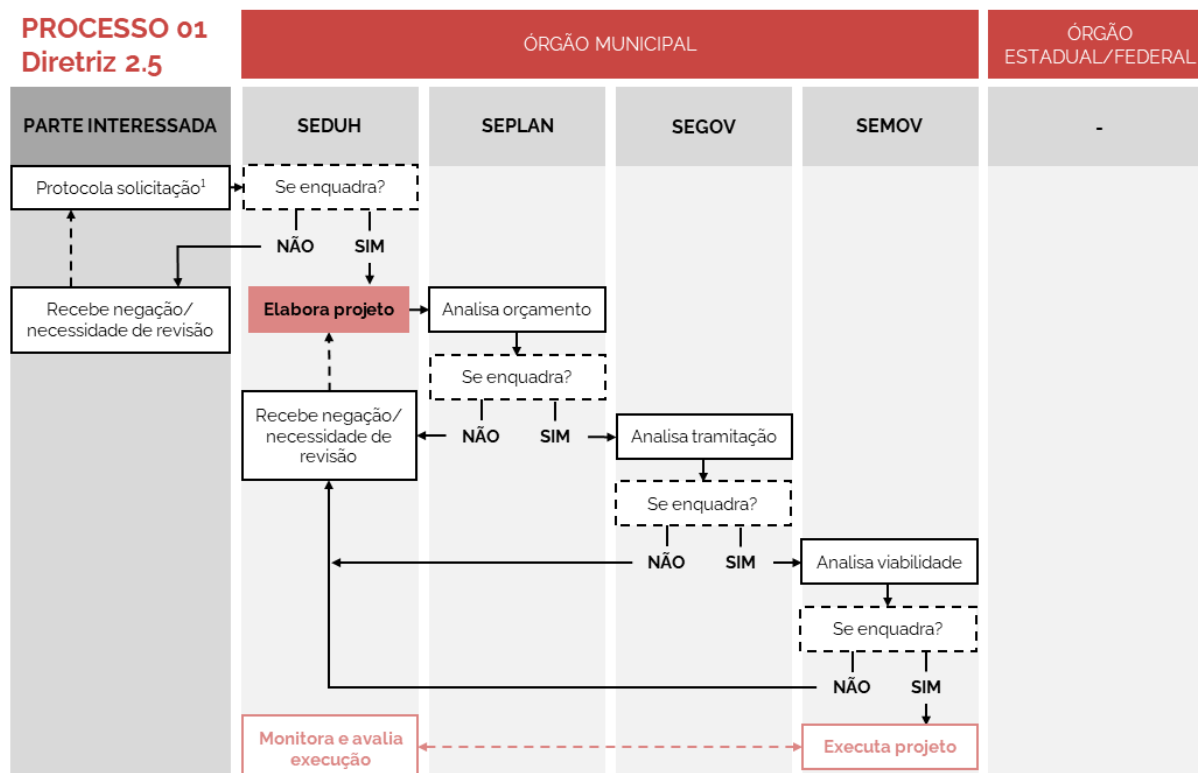 PROCESSO 01
Diretriz 2.5
ÓRGÃO MUNICIPAL
ÓRGÃO
ESTADUAL/FEDERAL
PARTE INTERESSADA
SEDUH
SEPLAN
SEGOV
SEMOV
-
Protocola solicitação¹
Se enquadra?
NÃO
SIM
Recebe negação/
necessidade de revisão
Elabora projeto
Analisa orçamento
Se enquadra?
Recebe negação/
necessidade de
revisão
NÃO
SIM
Analisa tramitação
Se enquadra?
NÃO
SIM
Analisa viabilidade
Se enquadra?
NÃO
SIM
Monitora e avalia
execução
Executa projeto